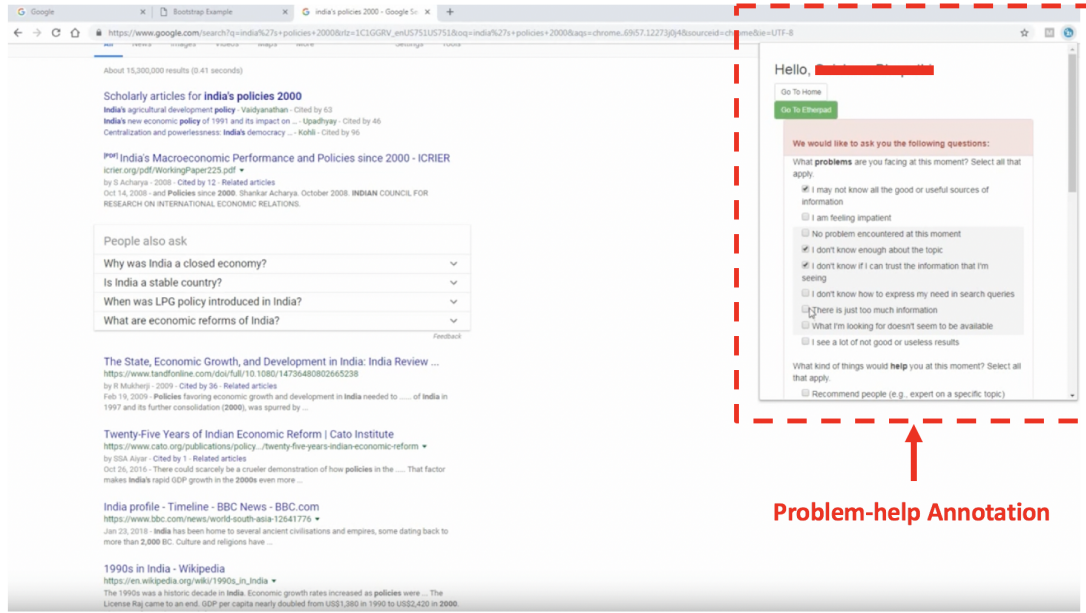 Google
Bootstrap Example
india's policies 2000 - Google Se
https://www.google.com/search?q=india%27s+policies+2000&rlz=1C1GGRV_enUS751US751&oq=india%27s+policies+2000&aqs=chrome..69i57.12273j0j4&sourceid=chrome&ie=UTF-8
All News Images Videos Maps More Settings Tools
About 15,300,000 results (0.41 seconds)
Scholarly articles for india's policies 2000
India's agricultural development policy - Vaidyanathan - Cited by 63
India's new economic policy of 1991 and its impact on ... - Upadhyay - Cited by 46
Centralization and powerlessness: India's democracy ... - Kohli - Cited by 96
[PDF] India's Macroeconomic Performance and Policies since 2000 - ICRIER
icrier.org/pdf/WorkingPaper225.pdf
by S Acharya - 2008 - Cited by 12 - Related articles
Oct 14, 2008 - and Policies since 2000. Shankar Acharya. October 2008. INDIAN COUNCIL FOR
RESEARCH ON INTERNATIONAL ECONOMIC RELATIONS.
People also ask
Why was India a closed economy?
Is India a stable country?
When was LPG policy introduced in India?
What are economic reforms of India?
Feedback
The State, Economic Growth, and Development in India: India Review ...
https://www.tandfonline.com/doi/full/10.1080/14736480802665238
by R Mukherji - 2009 - Cited by 36 - Related articles
Feb 19, 2009 - Policies favoring economic growth and development in India needed to ...... of India in
1997 and its further consolidation (2000), was spurred by ...
Twenty-Five Years of Indian Economic Reform | Cato Institute
https://www.cato.org/publications/policy.../twenty-five-years-indian-economic-reform
by SSA Aiyar - Cited by 1 - Related articles
Oct 26, 2016 - There could scarcely be a crueler demonstration of how policies in the ..... That factor
makes India's rapid GDP growth in the 2000s even more ...
India profile - Timeline - BBC News - BBC.com
https://www.bbc.com/news/world-south-asia-12641776
Jan 23, 2018 - India has been home to several ancient civilisations and empires, some dating back to
more than 2,000 BC. Culture and religions have ...
1990s in India - Wikipedia
https://en.wikipedia.org/wiki/1990s_in_India
The 1990s was a historic decade in India. Economic growth rates increased as policies were ... The
License Raj came to an end. GDP per capita nearly doubled from US$1,380 in 1990 to US$2,420 in 2000.
Hello,
Go To Home
Go To Etherpad
We would like to ask you the following questions:
What problems are you facing at this moment? Select all that
apply.
I may not know all the good or useful sources of
information
I am feeling impatient
No problem encountered at this moment
I don't know enough about the topic
I don't know if I can trust the information that I'm
seeing
I don't know how to express my need in search queries
There is just too much information
What I'm looking for doesn't seem to be available
I see a lot of not good or useless results
What kind of things would help you at this moment? Select all
that apply.
Recommend people (e.g., expert on a specific topic)
Problem-help Annotation